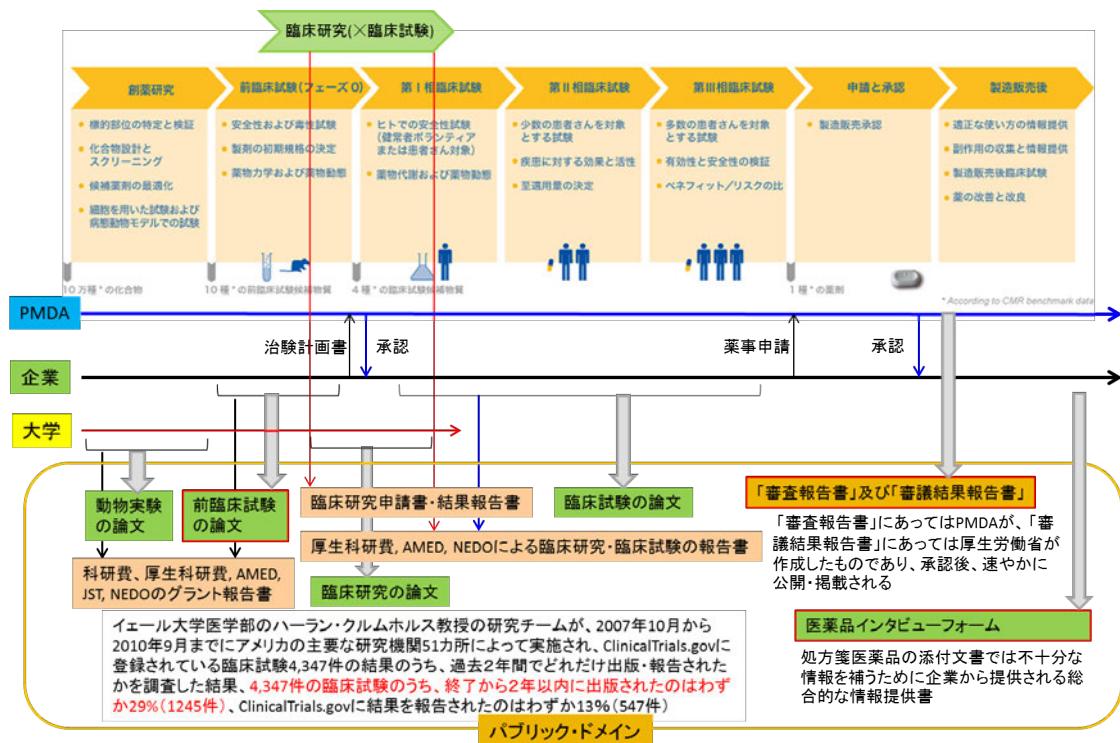 臨床研究(×臨床試験)
創薬研究
前臨床試験(フェーズ0)
第Ⅰ相臨床試験
第Ⅱ相臨床試験
第Ⅲ相臨床試験
申請と承認
製造販売後
• 標的部位の特定と検証
• 化合物設計と
スクリーニング
• 候補薬剤の最適化
• 細胞を用いた試験および
病態動物モデルでの試験
• 安全性および毒性試験
• 製剤の初期規格の決定
• 薬物力学および薬物動態
• ヒトでの安全性試験
(健常者ボランティア
または患者さん対象)
• 薬物代謝および薬物動態
• 少数の患者さんを対象
とする試験
• 疾患に対する効果と活性
• 至適用量の決定
• 多数の患者さんを対象
とする試験
• 有効性と安全性の検証
• ベネフィット/リスクの比
• 製造販売承認
• 適正な使い方の情報提供
• 副作用の収集と情報提供
• 製造販売後臨床試験
• 薬の改善と改良
10万種*の化合物
10種*の前臨床試験候補物質
4種*の臨床試験候補物質
1種*の薬剤
* According to CMR benchmark data
PMDA
治験計画書
承認
薬事申請
承認
企業
大学
動物実験
の論文
前臨床試験
の論文
臨床研究申請書・結果報告書
臨床試験の論文
「審査報告書」及び「審議結果報告書」
厚生科研費, AMED, NEDOによる臨床研究・臨床試験の報告書
「審査報告書」にあってはPMDAが、「審
議結果報告書」にあっては厚生労働省が
作成したものであり、承認後、速やかに
公開・掲載される
科研費、厚生科研費, AMED,
JST, NEDOのグラント報告書
臨床研究の論文
イェール大学医学部のハーラン・クルムホルス教授の研究チームが、2007年10月から
2010年9月までにアメリカの主要な研究機関51カ所によって実施され、ClinicalTrials.govに
登録されている臨床試験4,347件の結果のうち、過去2年間でどれだけ出版・報告された
かを調査した結果、4,347件の臨床試験のうち、終了から2年以内に出版されたのはわず
か29%(1245件)、ClinicalTrials.govに結果を報告されたのはわずか13%(547件)
医薬品インタビューフォーム
処方箋医薬品の添付文書では不十分な
情報を補うために企業から提供される総
合的な情報提供書
パブリック・ドメイン